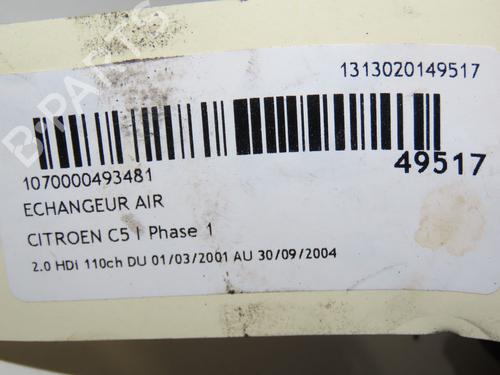 1313020149517
49517
1070000493481
ECHANGEUR AIR
CITROEN C5 I Phase 1
2.0 HDi 110ch DU 01/03/2001 AU 30/09/2004
B-PARTS